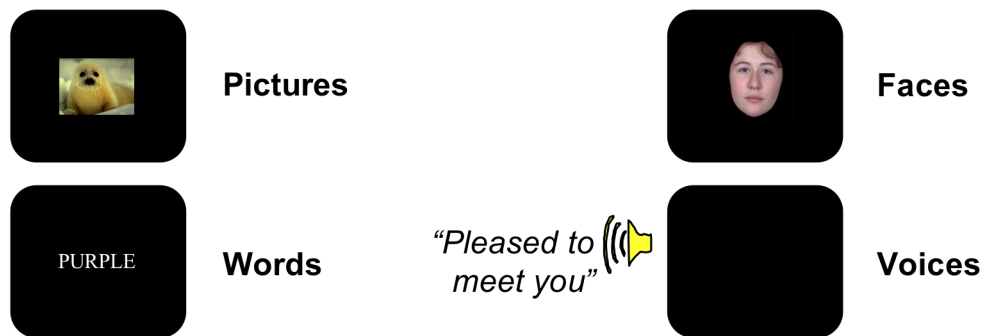 Pictures
Faces
PURPLE
Words
“Pleased to
meet you”
Voices